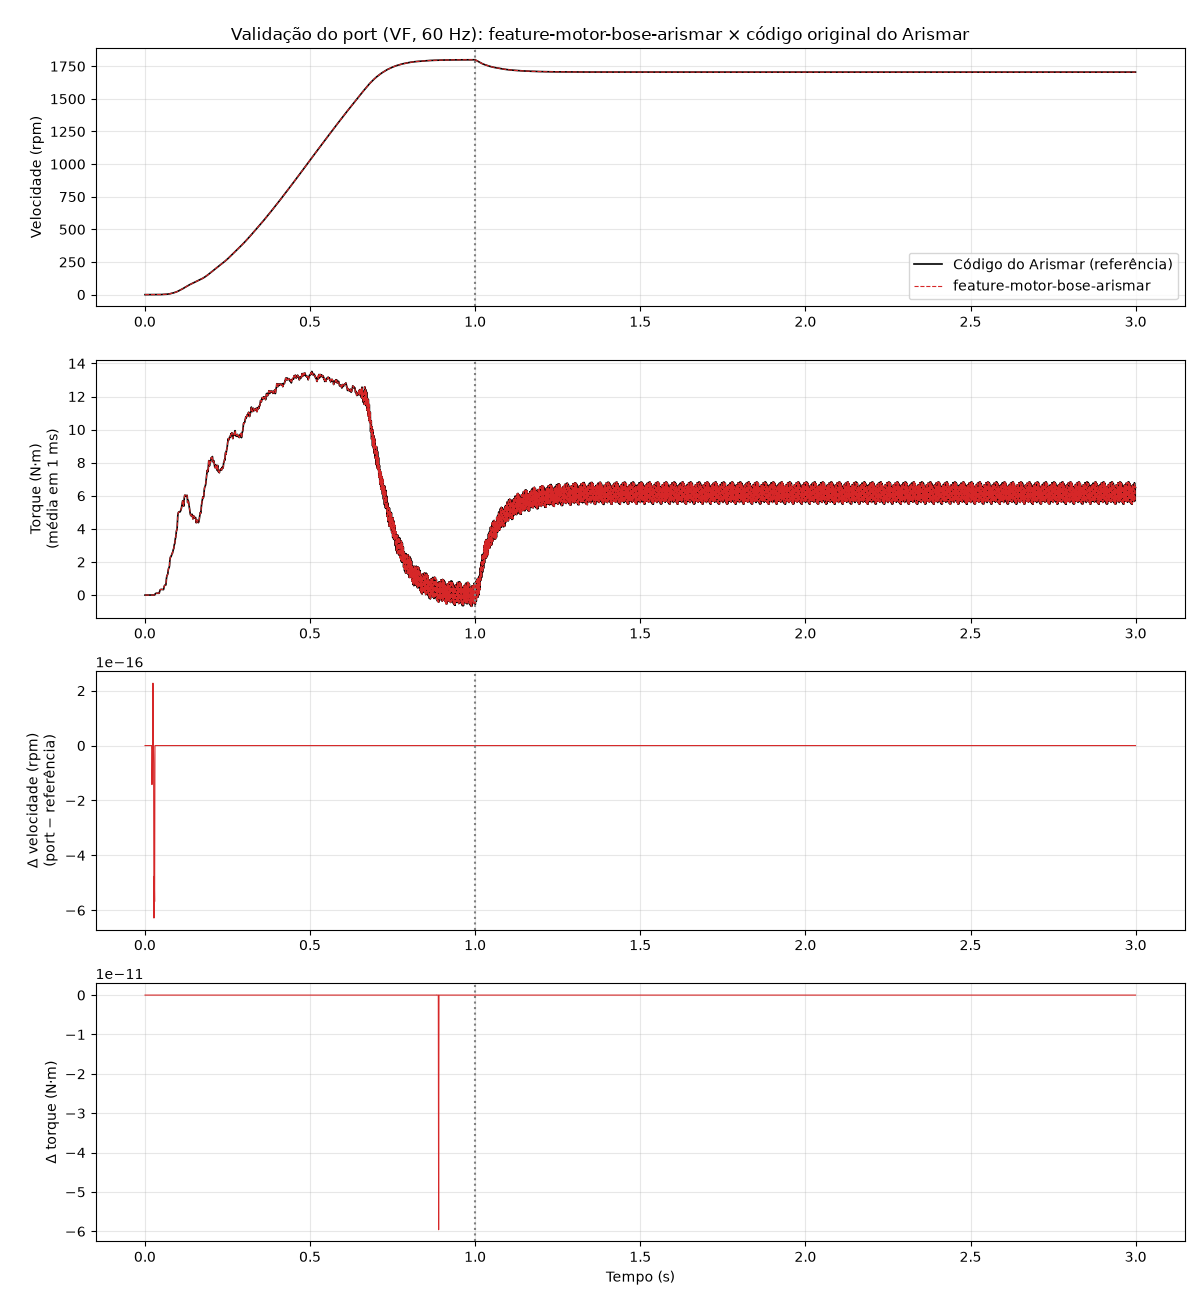 Validação do port (VF, 60 Hz): feature-motor-bose-arismar × código original do Arismar
Velocidade (rpm)
1750
1500
1250
1000
750
500
250
0
Código do Arismar (referência)
feature-motor-bose-arismar
0.0 0.5 1.0 1.5 2.0 2.5 3.0
Torque (N·m)
(média em 1 ms)
14
12
10
8
6
4
2
0
0.0 0.5 1.0 1.5 2.0 2.5 3.0
1e−16
Δ velocidade (rpm)
(port − referência)
2
0
−2
−4
−6
0.0 0.5 1.0 1.5 2.0 2.5 3.0
1e−11
Δ torque (N·m)
0
−1
−2
−3
−4
−5
−6
0.0 0.5 1.0 1.5 2.0 2.5 3.0
Tempo (s)